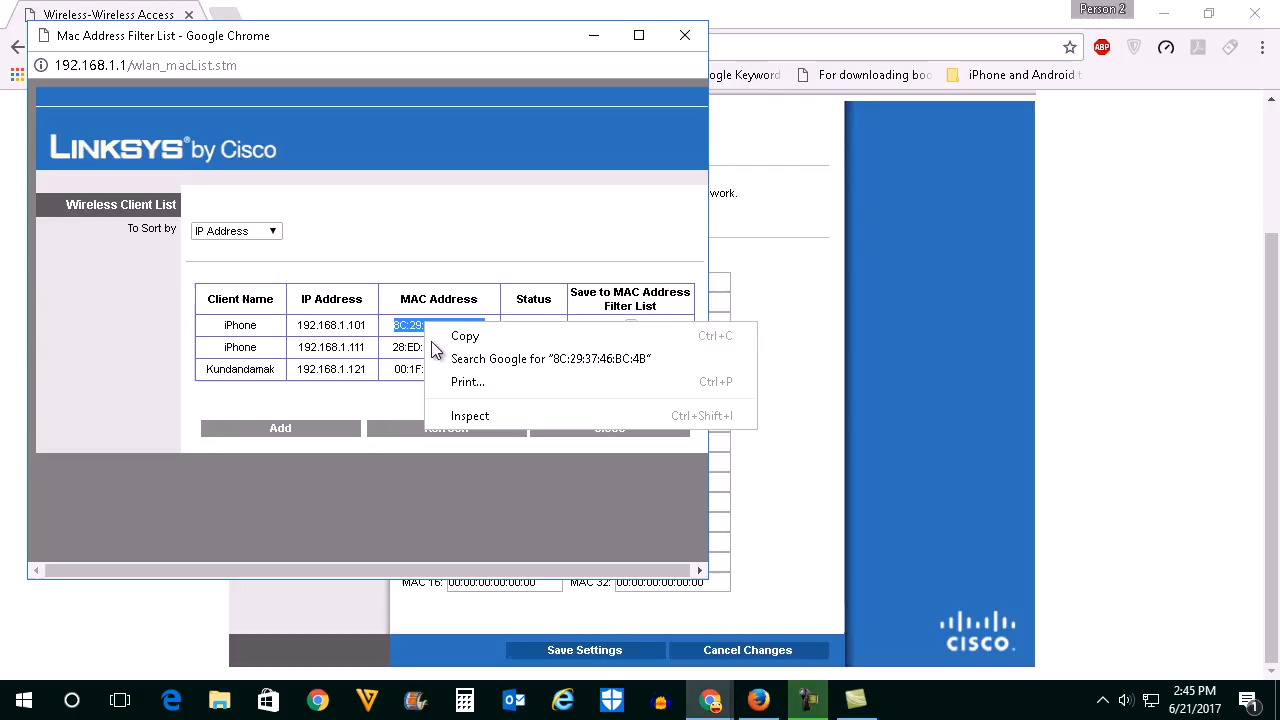 Wireless-Wireless Access
Person 2
Mac Address Filter List - Google Chrome
192.168.1.1/wlan_macList.stm
ABP
ogle Keyword
For downloading bo
iPhone and Android t
LINKSYS® by Cisco
work.
Wireless Client List
To Sort by
IP Address
Client Name IP Address MAC Address Status Save to MAC Address Filter List
iPhone 192.168.1.101 8C:29:
iPhone 192.168.1.111 28:ED:
Kundandamak 192.168.1.121 00:1F:
Copy Ctrl+C
Search Google for "8C:29:37:46:BC:4B"
Print... Ctrl+P
Inspect Ctrl+Shift+I
Add
MAC 16: 00:00:00:00:00:00 MAC 32: 00:00:00:00:00:00
CISCO.
Save Settings Cancel Changes
2:45 PM
6/21/2017
1